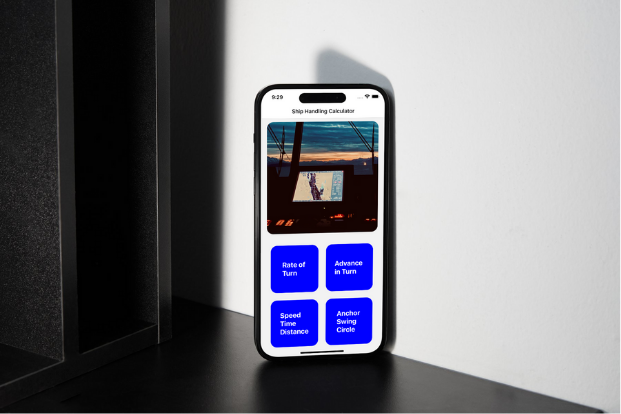 9:29
Ship Handling Calculator
Rate of
Turn
Advance
in Turn
Speed
Time
Distance
Anchor
Swing
Circle